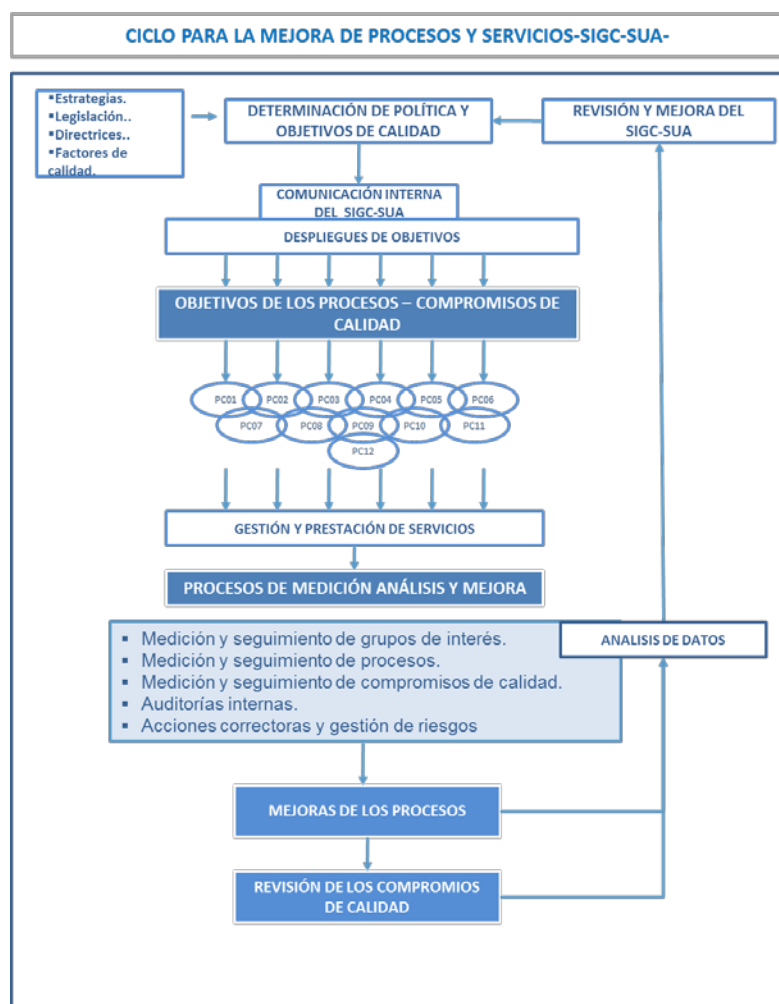 CICLO PARA LA MEJORA DE PROCESOS Y SERVICIOS-SIGC-SUA-
▪Estrategias.
▪Legislación..
▪Directrices..
▪Factores de
calidad.
DETERMINACIÓN DE POLÍTICA Y
OBJETIVOS DE CALIDAD
REVISIÓN Y MEJORA DEL
SIGC-SUA
COMUNICACIÓN INTERNA
DEL SIGC-SUA
DESPLIEGUES DE OBJETIVOS
OBJETIVOS DE LOS PROCESOS – COMPROMISOS DE
CALIDAD
PC01
PC02
PC03
PC04
PC05
PC06
PC07
PC08
PC09
PC10
PC11
PC12
GESTIÓN Y PRESTACIÓN DE SERVICIOS
PROCESOS DE MEDICIÓN ANÁLISIS Y MEJORA
▪ Medición y seguimiento de grupos de interés.
▪ Medición y seguimiento de procesos.
▪ Medición y seguimiento de compromisos de calidad.
▪ Auditorías internas.
▪ Acciones correctoras y gestión de riesgos
ANALISIS DE DATOS
MEJORAS DE LOS PROCESOS
REVISIÓN DE LOS COMPROMIOS
DE CALIDAD